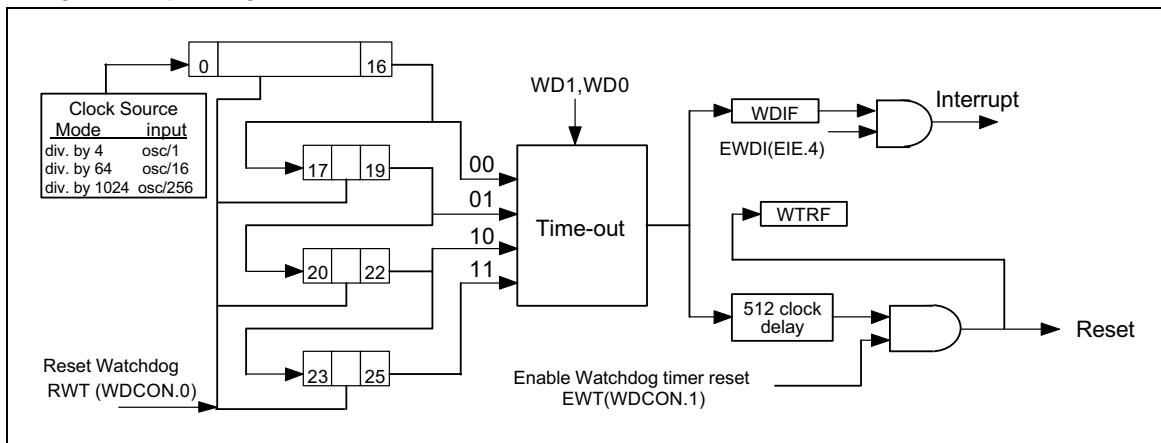 0 16
Clock Source
Mode input
div. by 4 osc/1
div. by 64 osc/16
div. by 1024 osc/256
17 19
20 22
23 25
Reset Watchdog
RWT (WDCON.0)
WD1,WD0
00
01
10
11
Time-out
WDIF
EWDI(EIE.4)
Interrupt
WTRF
512 clock
delay
Enable Watchdog timer reset
EWT(WDCON.1)
Reset